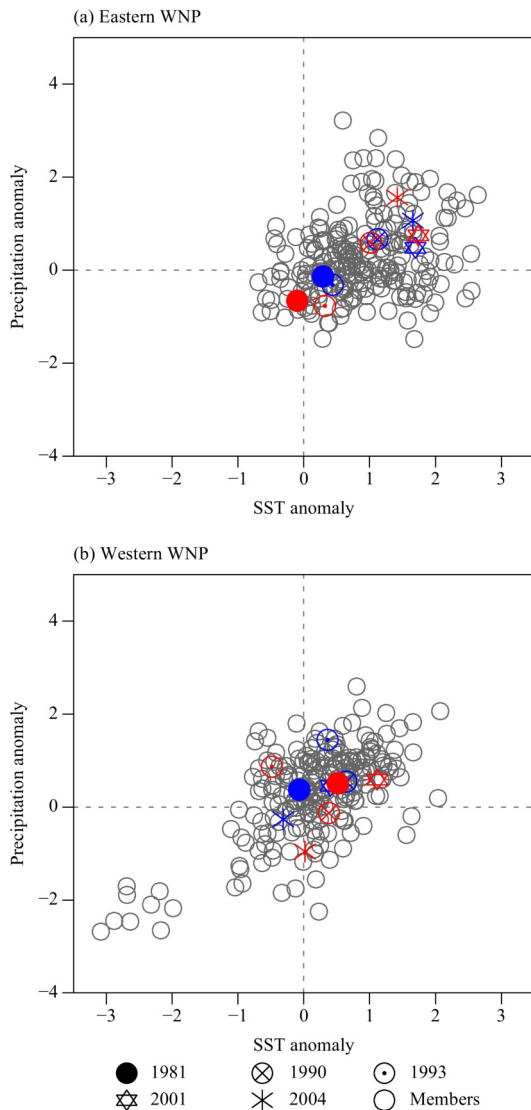 (a) Eastern WNP
4
2
0
−2
−4
Precipitation anomaly
−3 −2 −1 0 1 2 3
SST anomaly
(b) Western WNP
4
2
0
−2
−4
Precipitation anomaly
−3 −2 −1 0 1 2 3
SST anomaly
1981 1990 1993
2001 2004 Members